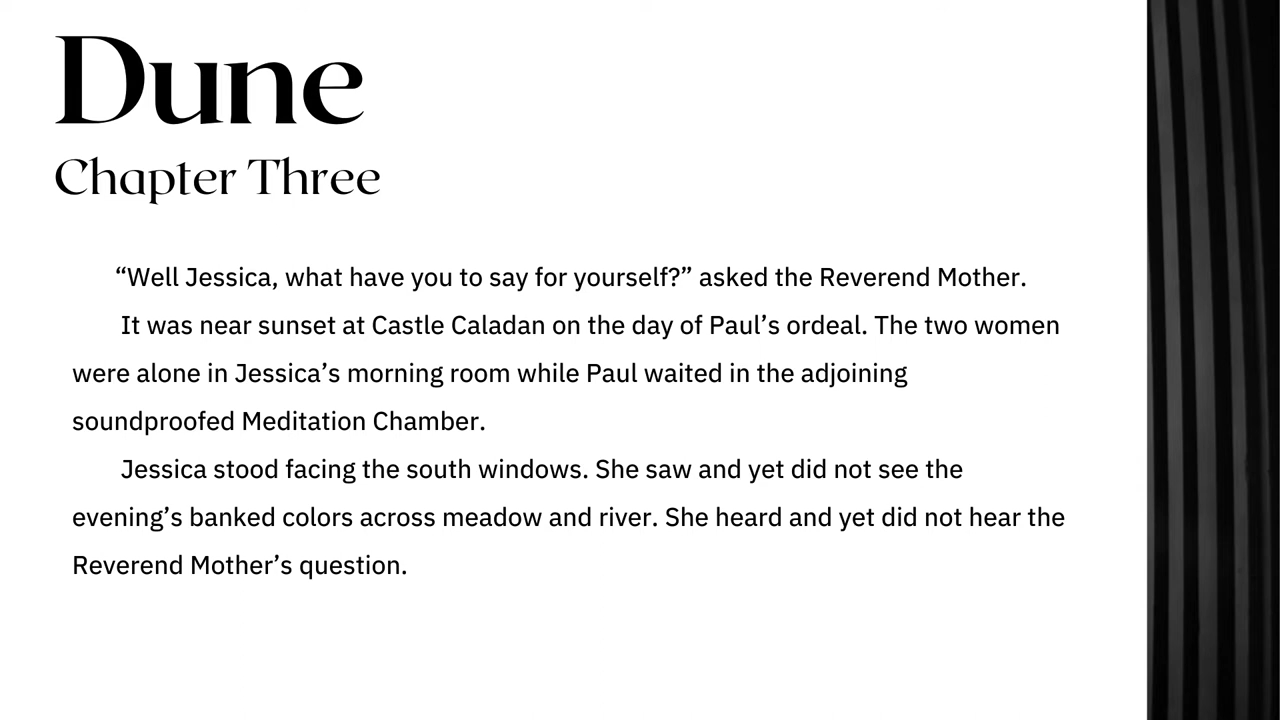 Dune
Chapter Three
“Well Jessica, what have you to say for yourself?” asked the Reverend Mother.
It was near sunset at Castle Caladan on the day of Paul’s ordeal. The two women
were alone in Jessica’s morning room while Paul waited in the adjoining
soundproofed Meditation Chamber.
Jessica stood facing the south windows. She saw and yet did not see the
evening’s banked colors across meadow and river. She heard and yet did not hear the
Reverend Mother’s question.